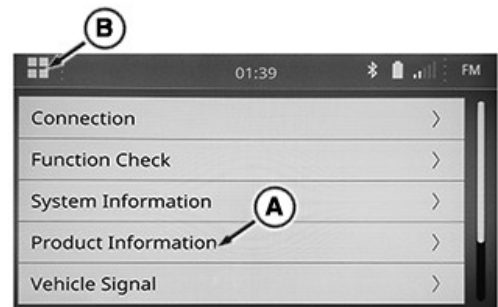 B
01:39 FM
Connection
Function Check
System Information
A
Product Information
Vehicle Signal